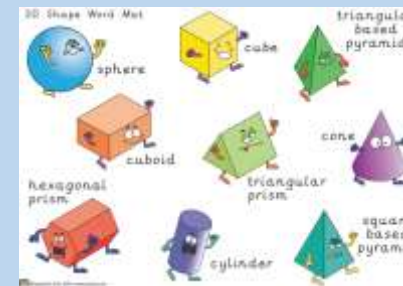 3D Shape Word Mat
sphere
cube
triangular
based
pyramid
cuboid
triangular
prism
cone
hexagonal
prism
cylinder
square
based
pyramid